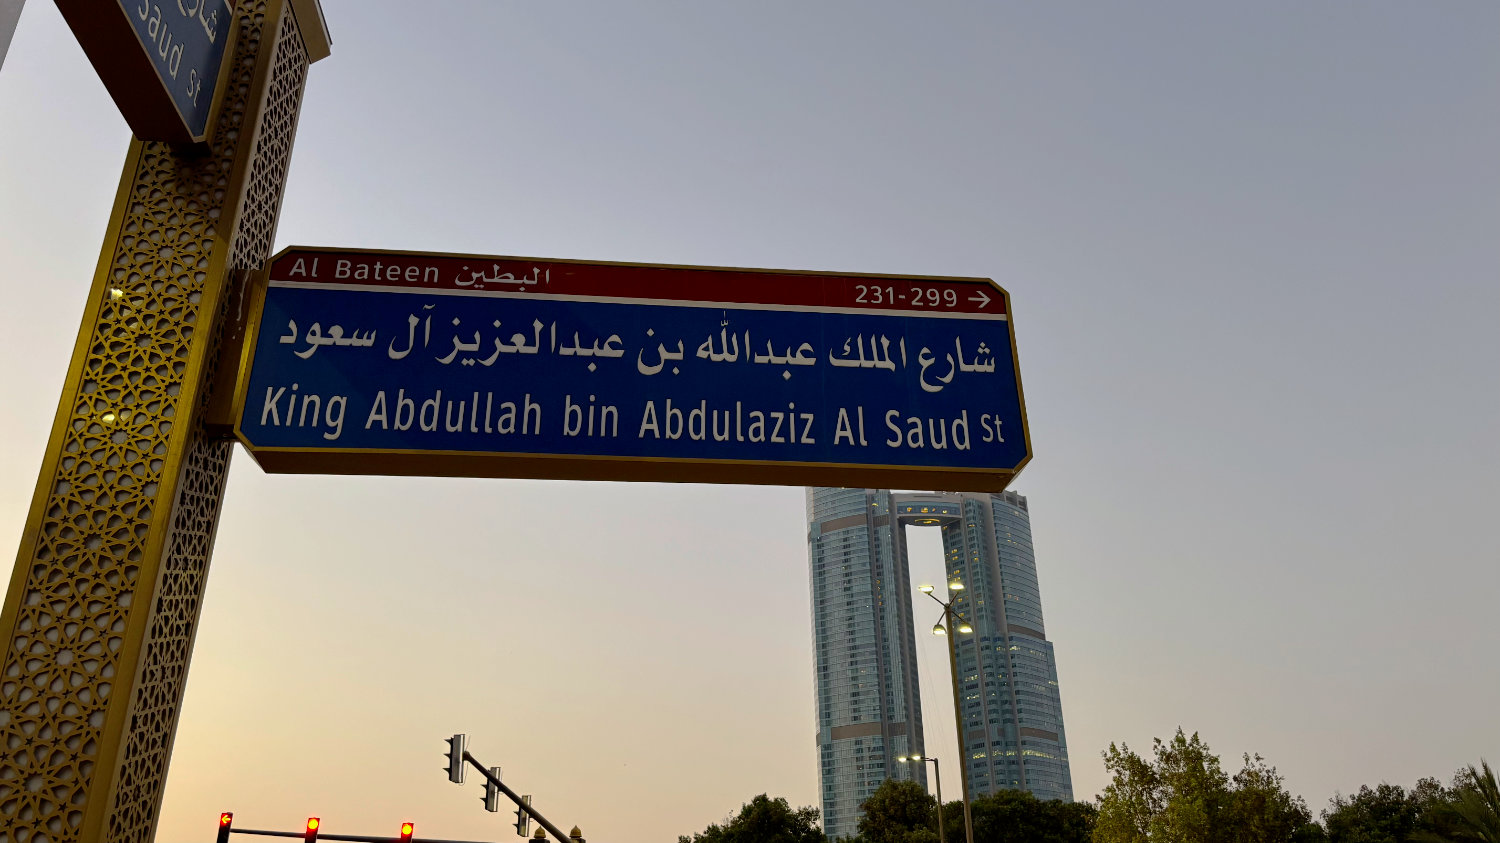 شارع
Saud St
Al Bateen البطين
231-299 →
شارع الملك عبدالله بن عبدالعزيز آل سعود
King Abdullah bin Abdulaziz Al Saud St